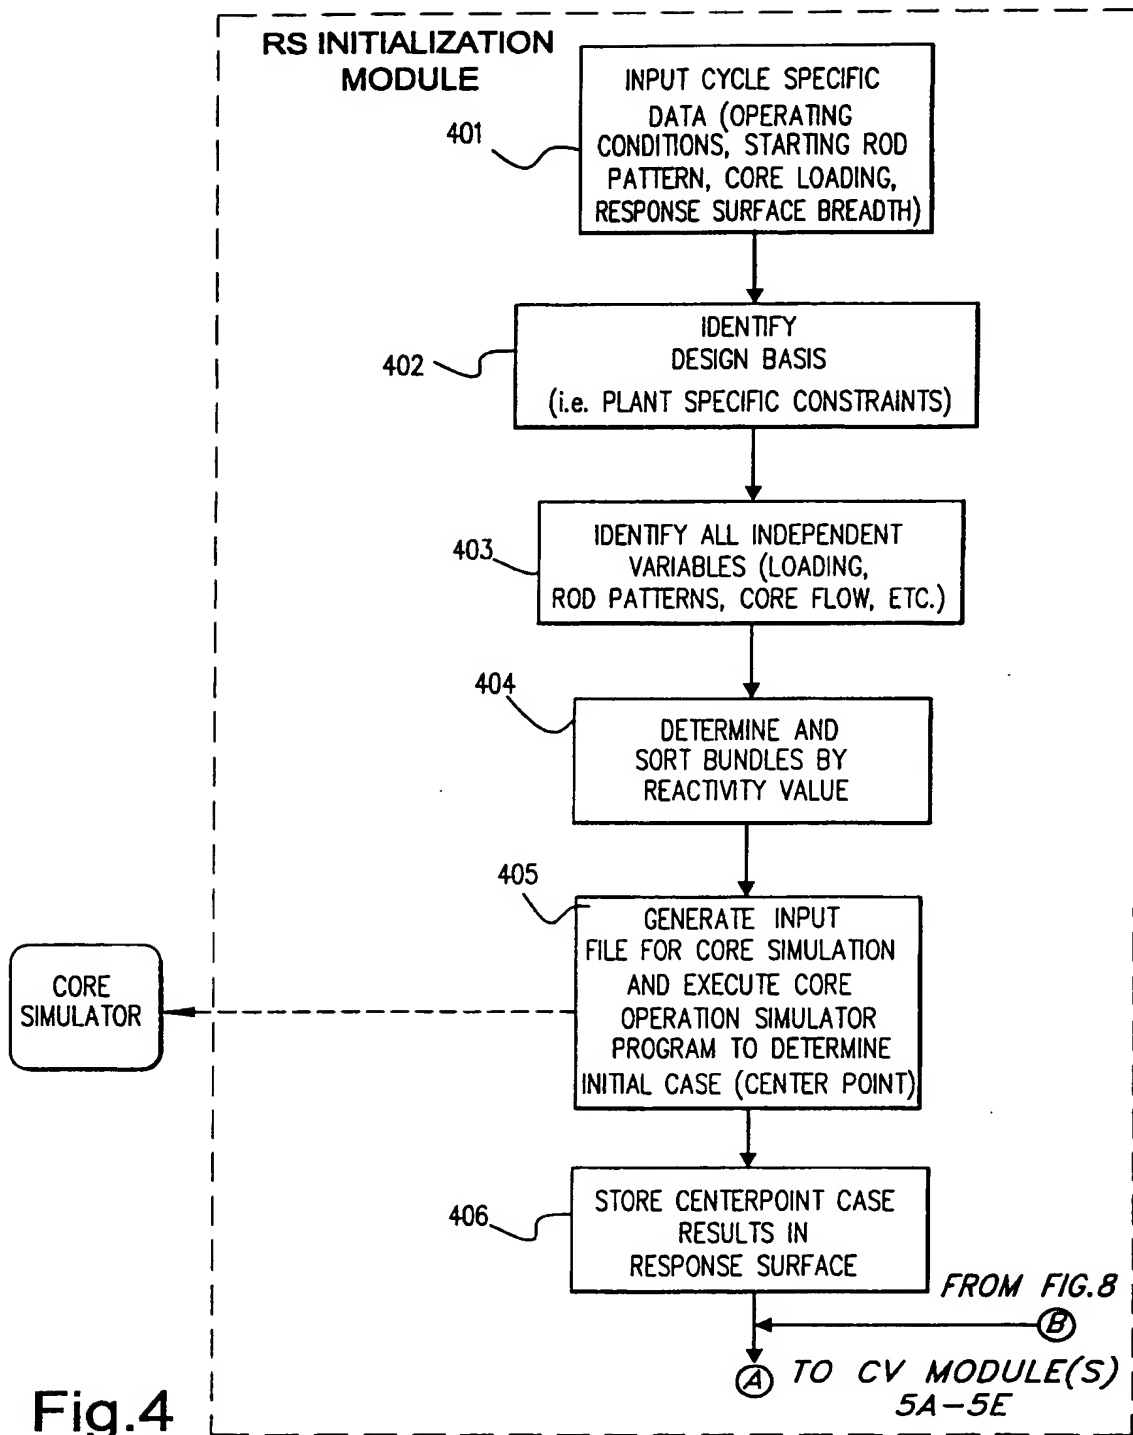 RS INITIALIZATION
MODULE
401
INPUT CYCLE SPECIFIC
DATA (OPERATING
CONDITIONS, STARTING ROD
PATTERN, CORE LOADING,
RESPONSE SURFACE BREADTH)
402
IDENTIFY
DESIGN BASIS
(i.e. PLANT SPECIFIC CONSTRAINTS)
403
IDENTIFY ALL INDEPENDENT
VARIABLES (LOADING,
ROD PATTERNS, CORE FLOW, ETC.)
404
DETERMINE AND
SORT BUNDLES BY
REACTIVITY VALUE
405
GENERATE INPUT
FILE FOR CORE SIMULATION
AND EXECUTE CORE
OPERATION SIMULATOR
PROGRAM TO DETERMINE
INITIAL CASE (CENTER POINT)
CORE
SIMULATOR
406
STORE CENTERPOINT CASE
RESULTS IN
RESPONSE SURFACE
FROM FIG.8
B
A TO CV MODULE(S)
5A-5E
Fig.4